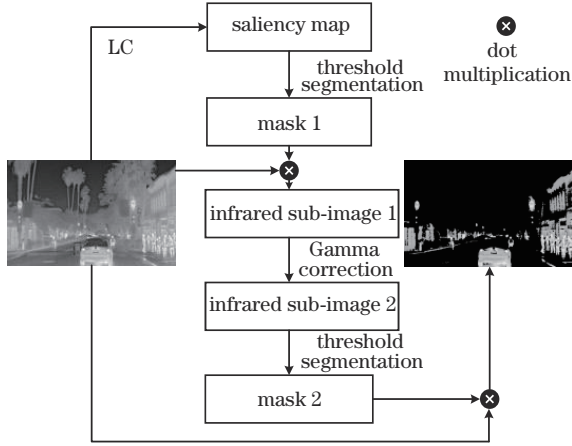 saliency map
LC
dot
multiplication
threshold
segmentation
mask 1
infrared sub-image 1
Gamma
correction
infrared sub-image 2
threshold
segmentation
mask 2